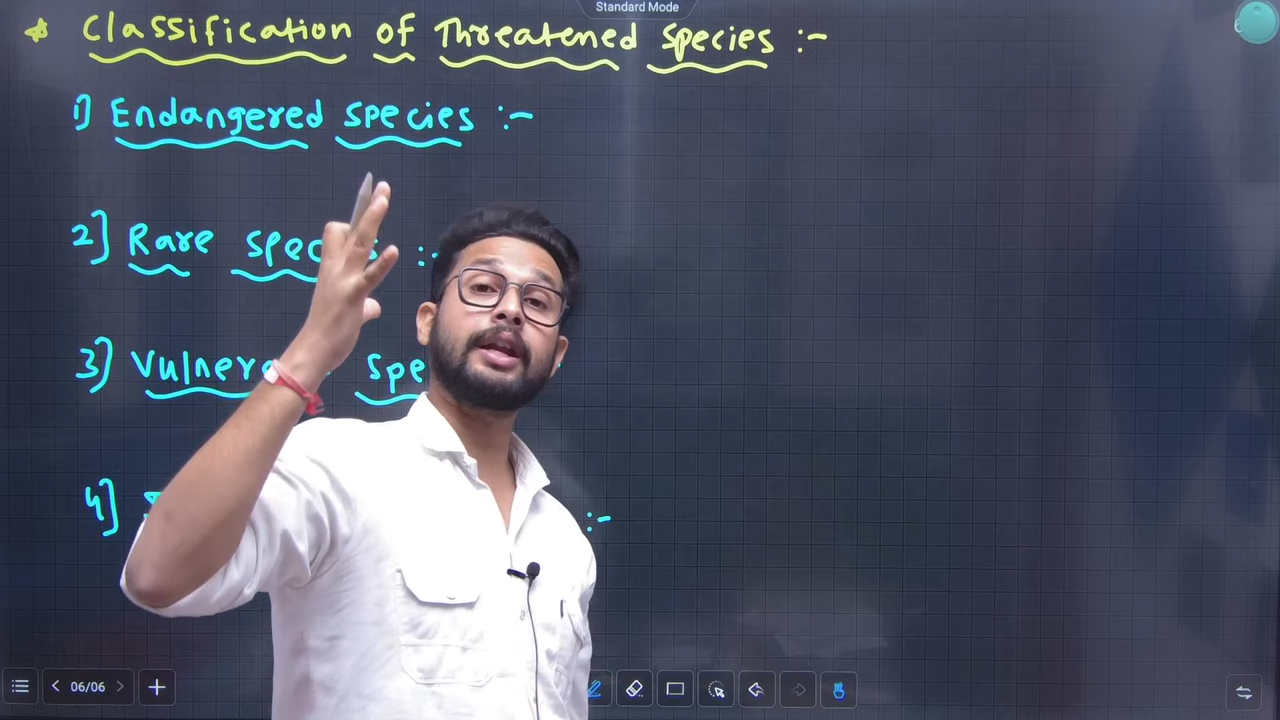 Standard Mode
* Classification of Threatened Species :-
1) Endangered species :-
2] Rare :-
3]
4] :-
06/06